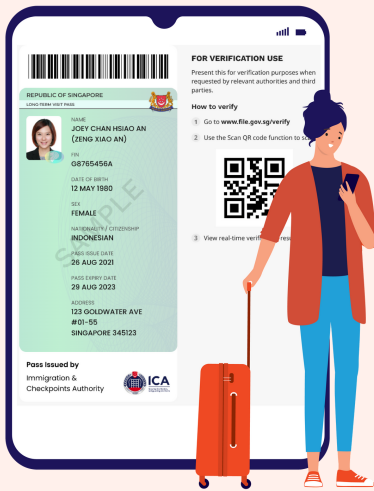 REPUBLIC OF SINGAPORE
LONG-TERM VISIT PASS
NAME
JOEY CHAN HSIAO AN
(ZENG XIAO AN)
FIN
G8765456A
DATE OF BIRTH
12 MAY 1980
SEX
FEMALE
NATIONALITY / CITIZENSHIP
INDONESIAN
PASS ISSUE DATE
26 AUG 2021
PASS EXPIRY DATE
29 AUG 2023
ADDRESS
123 GOLDWATER AVE
#01-55
SINGAPORE 345123
SAMPLE
Pass Issued by
Immigration &
Checkpoints Authority
ICA
FOR VERIFICATION USE
Present this for verification purposes when
requested by relevant authorities and third
parties.
How to verify
1 Go to www.file.gov.sg/verify
2 Use the Scan QR code function to
3 View real-time